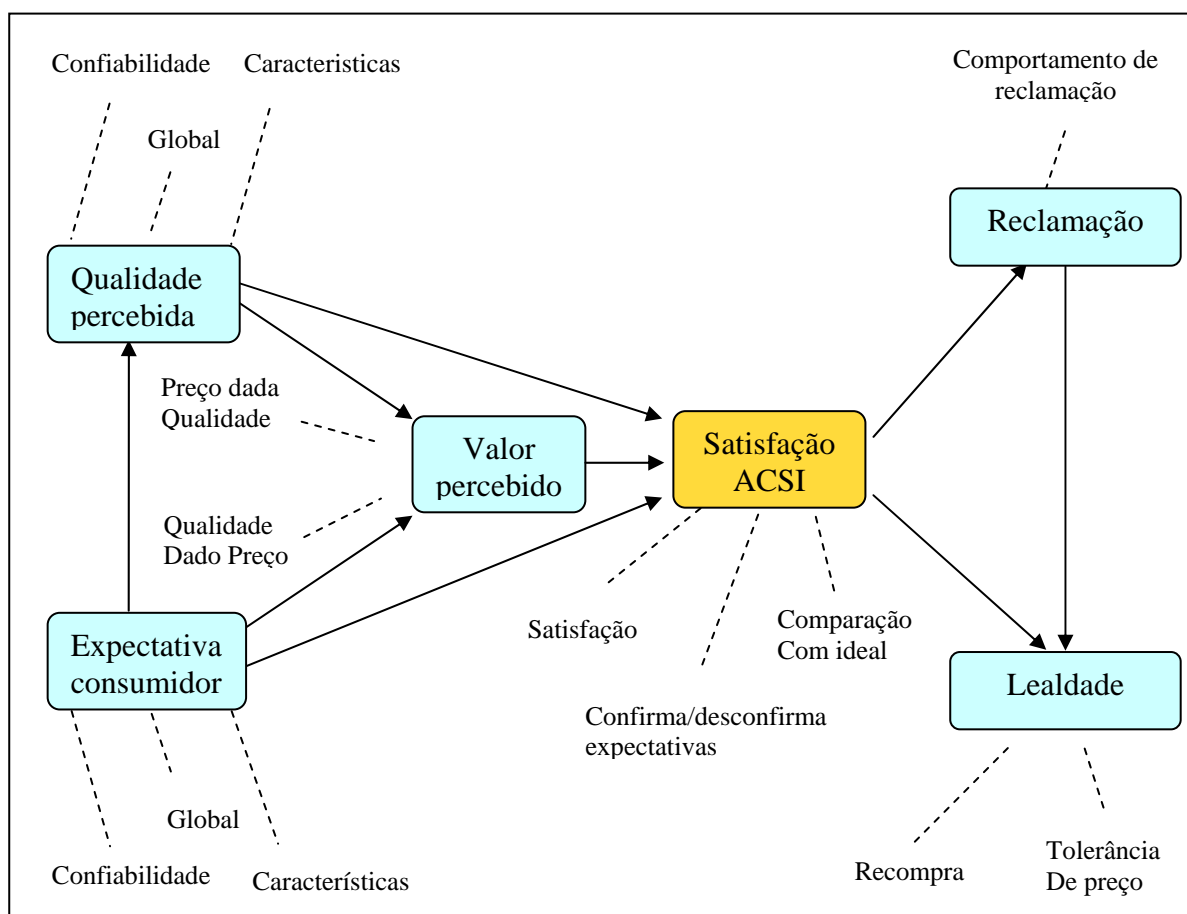 Confiabilidade
Caracteristicas
Global
Comportamento de
reclamação
Reclamação
Qualidade
percebida
Preço dada
Qualidade
Valor
percebido
Satisfação
ACSI
Qualidade
Dado Preço
Expectativa
consumidor
Satisfação
Comparação
Com ideal
Lealdade
Confirma/desconfirma
expectativas
Global
Confiabilidade
Características
Recompra
Tolerância
De preço